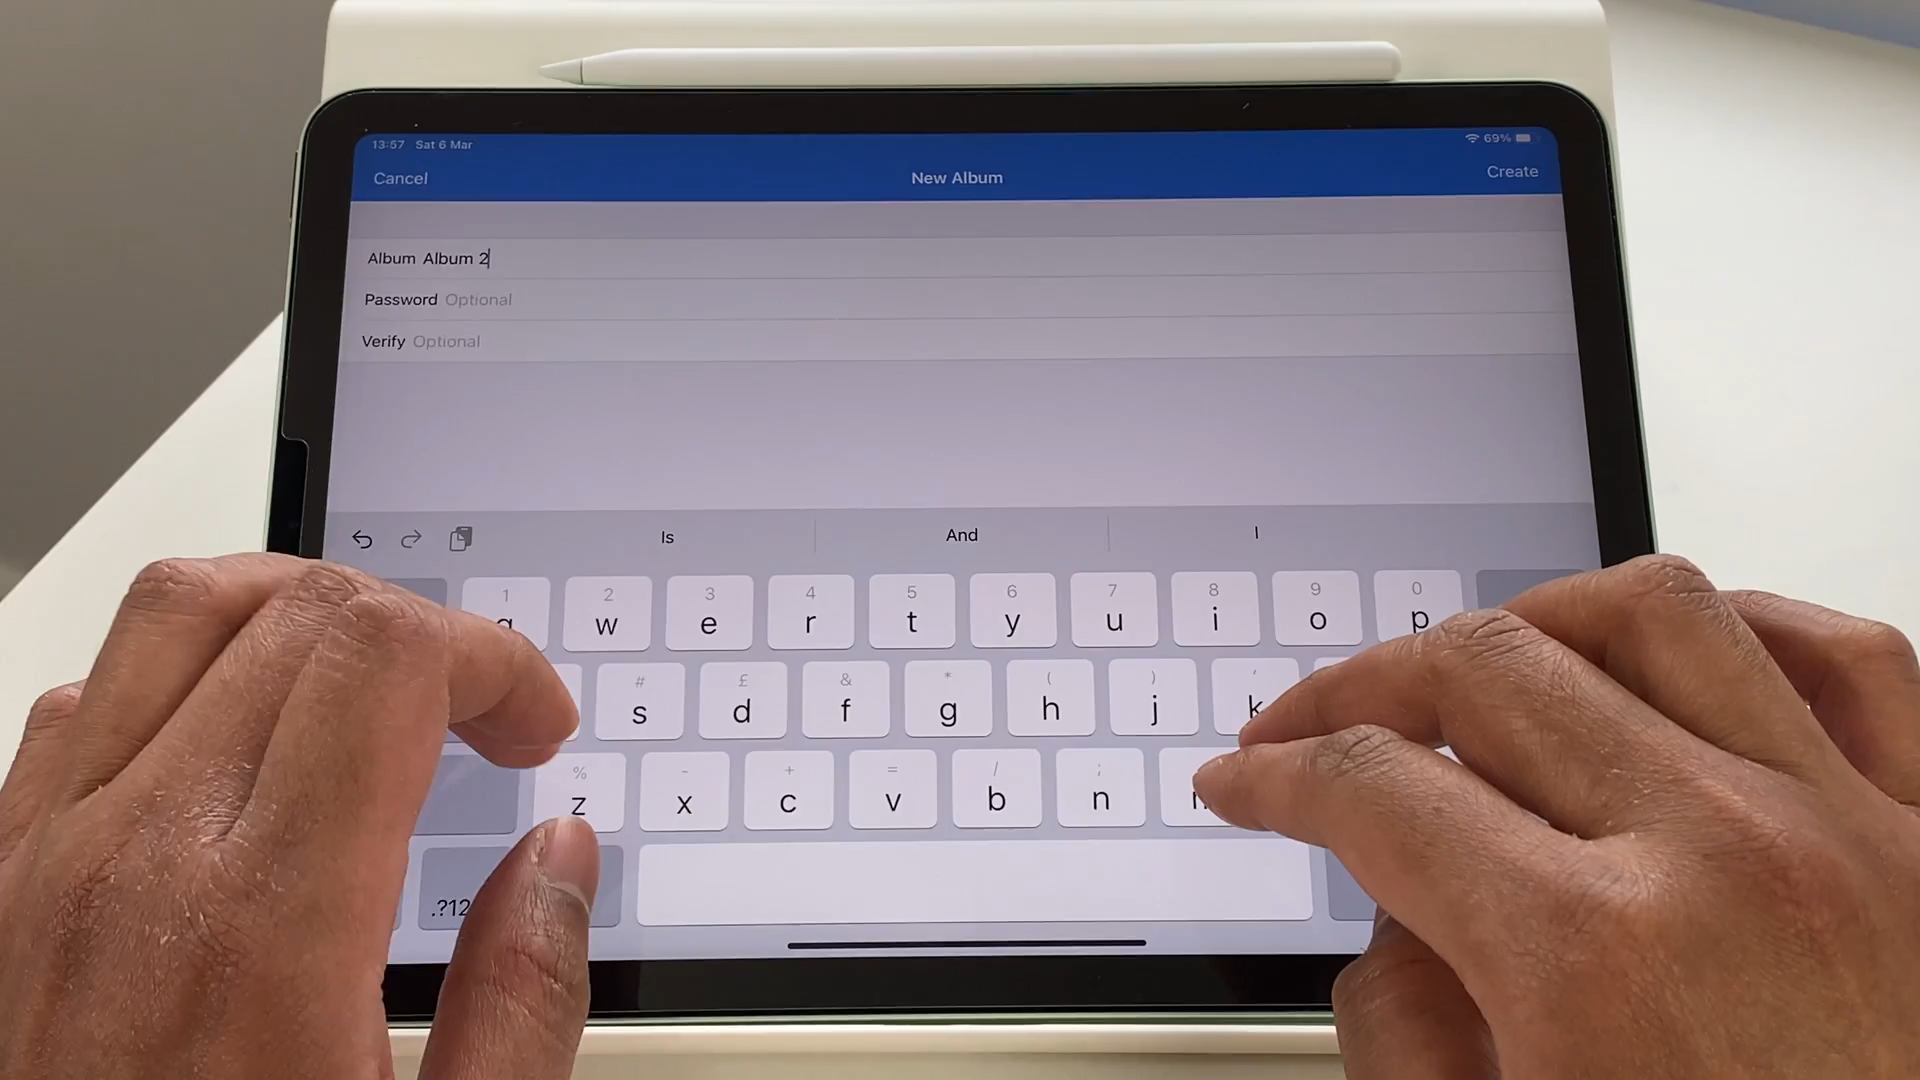 13:57 Sat 6 Mar
69%
Cancel
New Album
Create
Album Album 2
Password Optional
Verify Optional
Is
And
I
1 2 3 4 5 6 7 8 9 0
q w e r t y u i o p
# £ & * ( ) '
s d f g h j k
% - + = / ;
z x c v b n
.?12